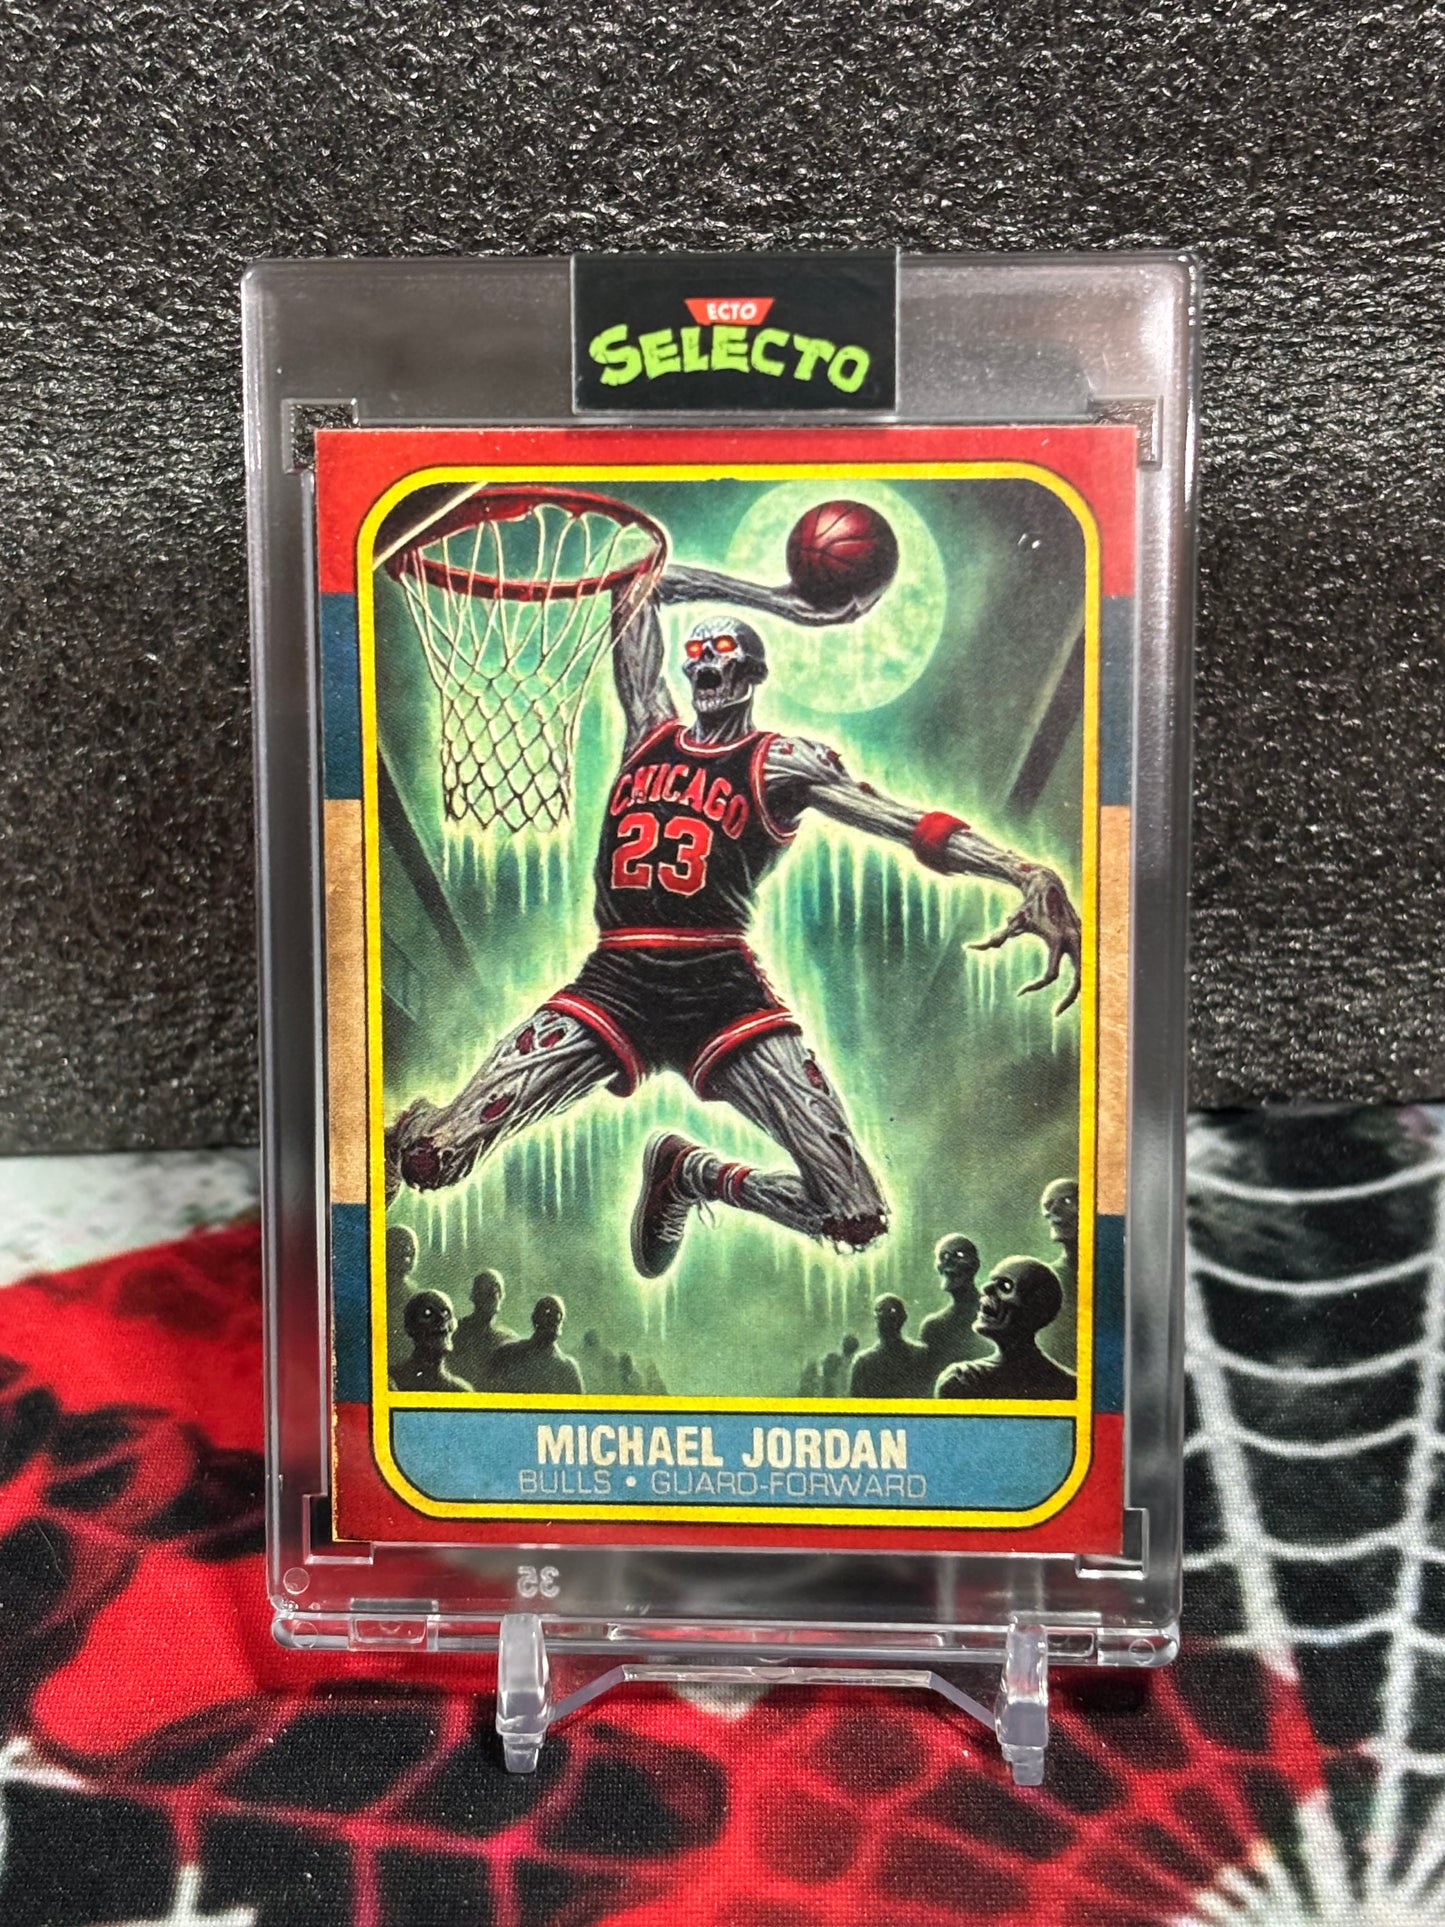 ECTO
SELECTO
CHICAGO
23
MICHAEL JORDAN
BULLS • GUARD-FORWARD
35